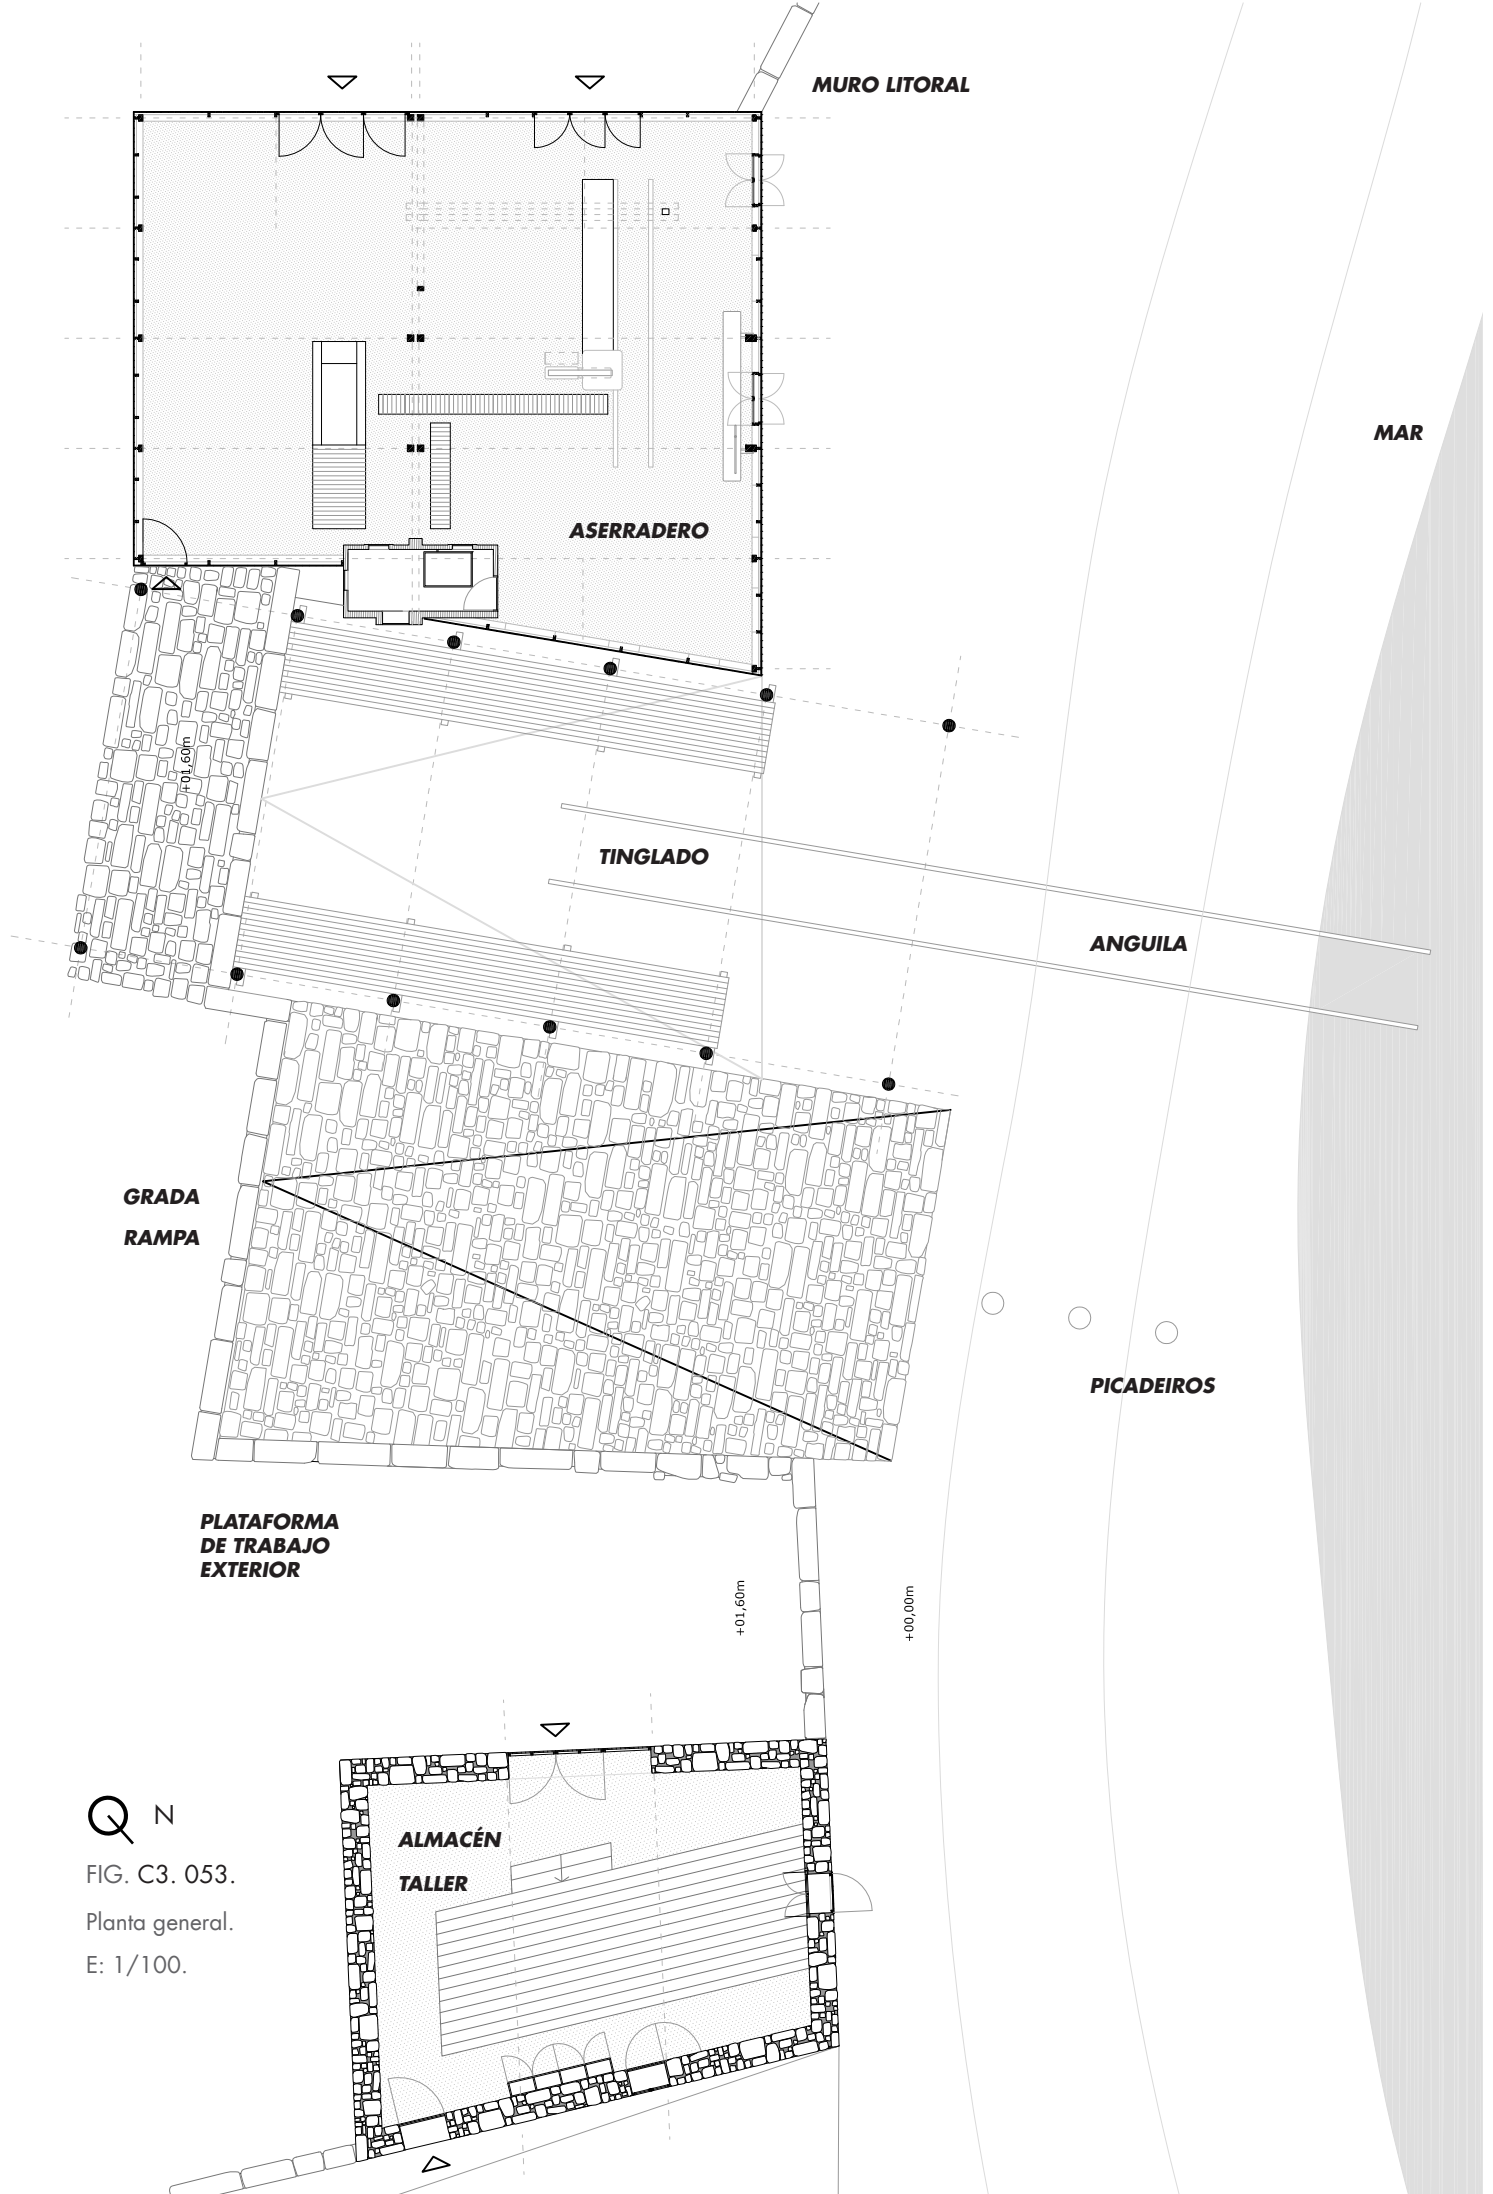 MURO LITORAL
MAR
ASERRADERO
+01,60m
TINGLADO
ANGUILA
GRADA
RAMPA
PICADEIROS
PLATAFORMA
DE TRABAJO
EXTERIOR
+01,60m
+00,00m
N
FIG. C3. 053.
Planta general.
E: 1/100.
ALMACÉN
TALLER